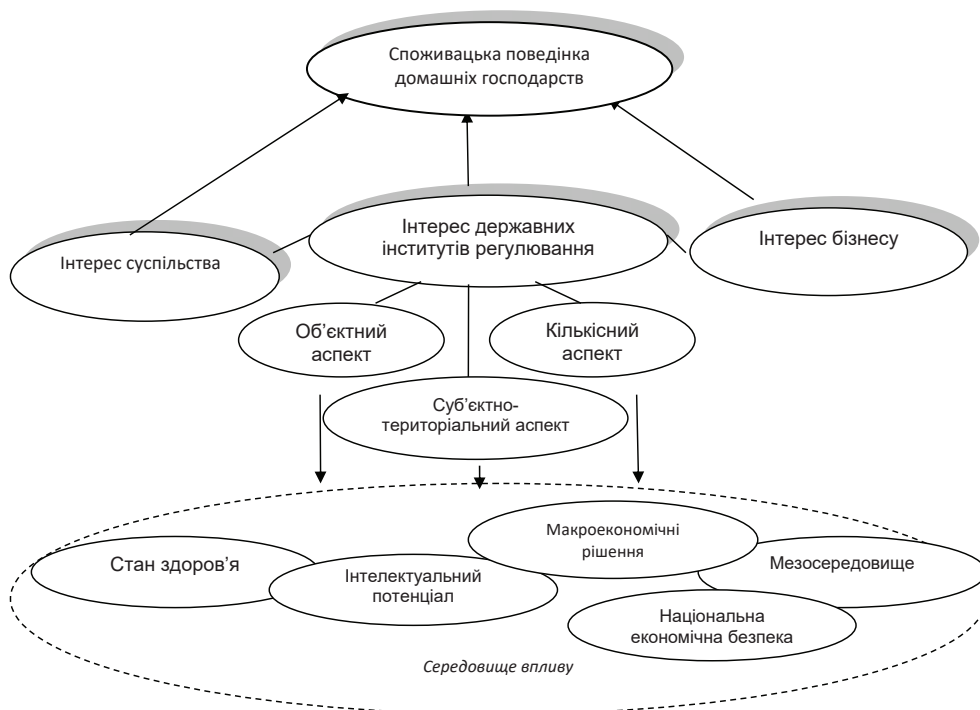 Споживацька поведінка
домашніх господарств
Інтерес державних
інститутів регулювання
Інтерес бізнесу
Інтерес суспільства
Об’єктний
аспект
Кількісний
аспект
Суб’єктно-
територіальний аспект
Макроекономічні
рішення
Стан здоров’я
Інтелектуальний
потенціал
Мезосередовище
Національна
економічна безпека
Середовище впливу